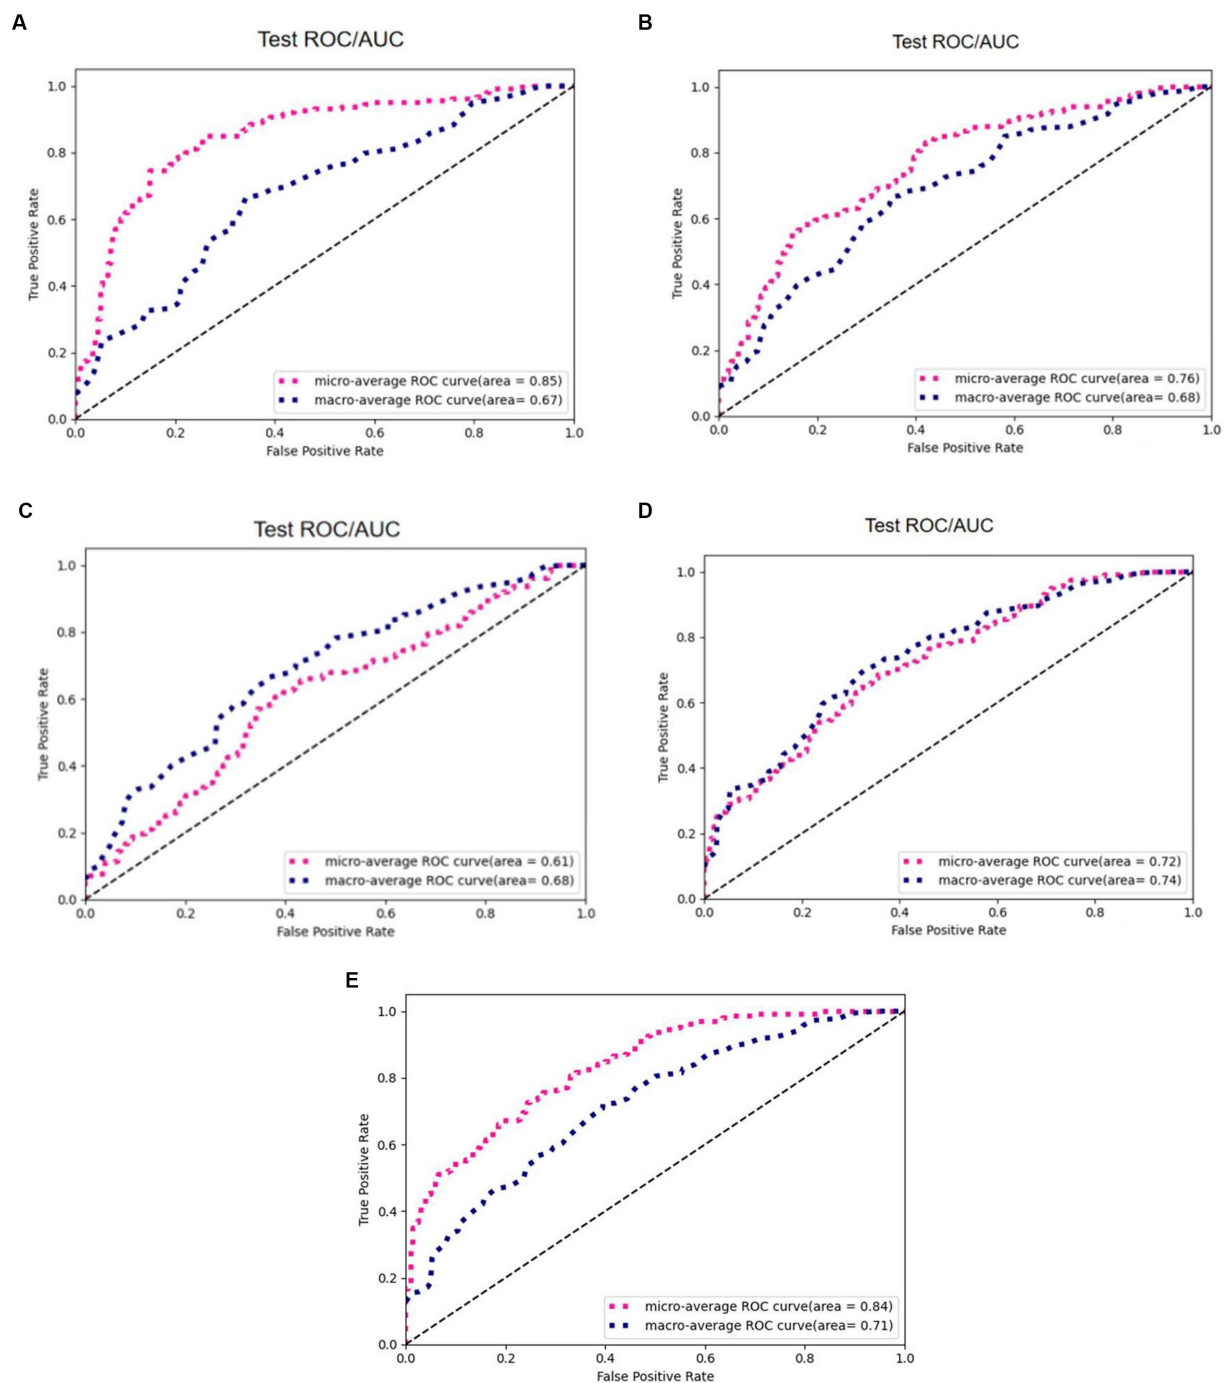 A
Test ROC/AUC
1.0
0.8
0.6
0.4
0.2
0.0
True Positive Rate
micro-average ROC curve(area = 0.85)
macro-average ROC curve(area= 0.67)
0.0 0.2 0.4 0.6 0.8 1.0
False Positive Rate
B
Test ROC/AUC
1.0
0.8
0.6
0.4
0.2
0.0
True Positive Rate
micro-average ROC curve(area = 0.76)
macro-average ROC curve(area= 0.68)
0.0 0.2 0.4 0.6 0.8 1.0
False Positive Rate
C
Test ROC/AUC
1.0
0.8
0.6
0.4
0.2
0.0
True Positive Rate
micro-average ROC curve(area = 0.61)
macro-average ROC curve(area= 0.68)
0.0 0.2 0.4 0.6 0.8 1.0
False Positive Rate
D
Test ROC/AUC
1.0
0.8
0.6
0.4
0.2
0.0
True Positive Rate
micro-average ROC curve(area = 0.72)
macro-average ROC curve(area= 0.74)
0.0 0.2 0.4 0.6 0.8 1.0
False Positive Rate
E
1.0
0.8
0.6
0.4
0.2
0.0
True Positive Rate
micro-average ROC curve(area = 0.84)
macro-average ROC curve(area= 0.71)
0.0 0.2 0.4 0.6 0.8 1.0
False Positive Rate